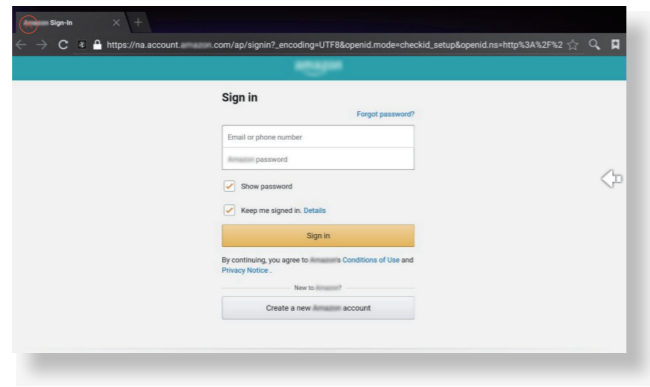 Sign-In
https://na.account. .com/ap/signin?_encoding=UTF8&openid.mode=checkid_setup&openid.ns=http%3A%2F%2
Sign in
Forgot password?
Email or phone number
password
Show password
Keep me signed in. Details
Sign in
By continuing, you agree to Conditions of Use and
Privacy Notice .
New to
Create a new account